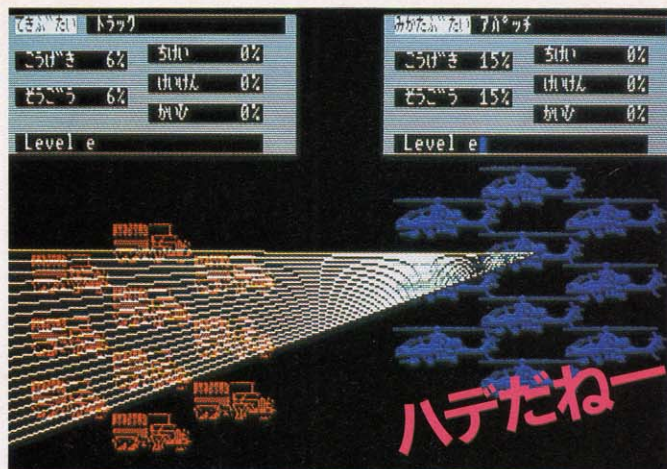 てきぶたい トラック
こうげき 6% ちけい 0%
けいけん 0%
そうごう 6%
かいひ 0%
Level e
みかたぶたい アパッチ
こうげき 15% ちけい 0%
けいけん 0%
そうごう 15%
かいひ 0%
Level e
ハデだねー